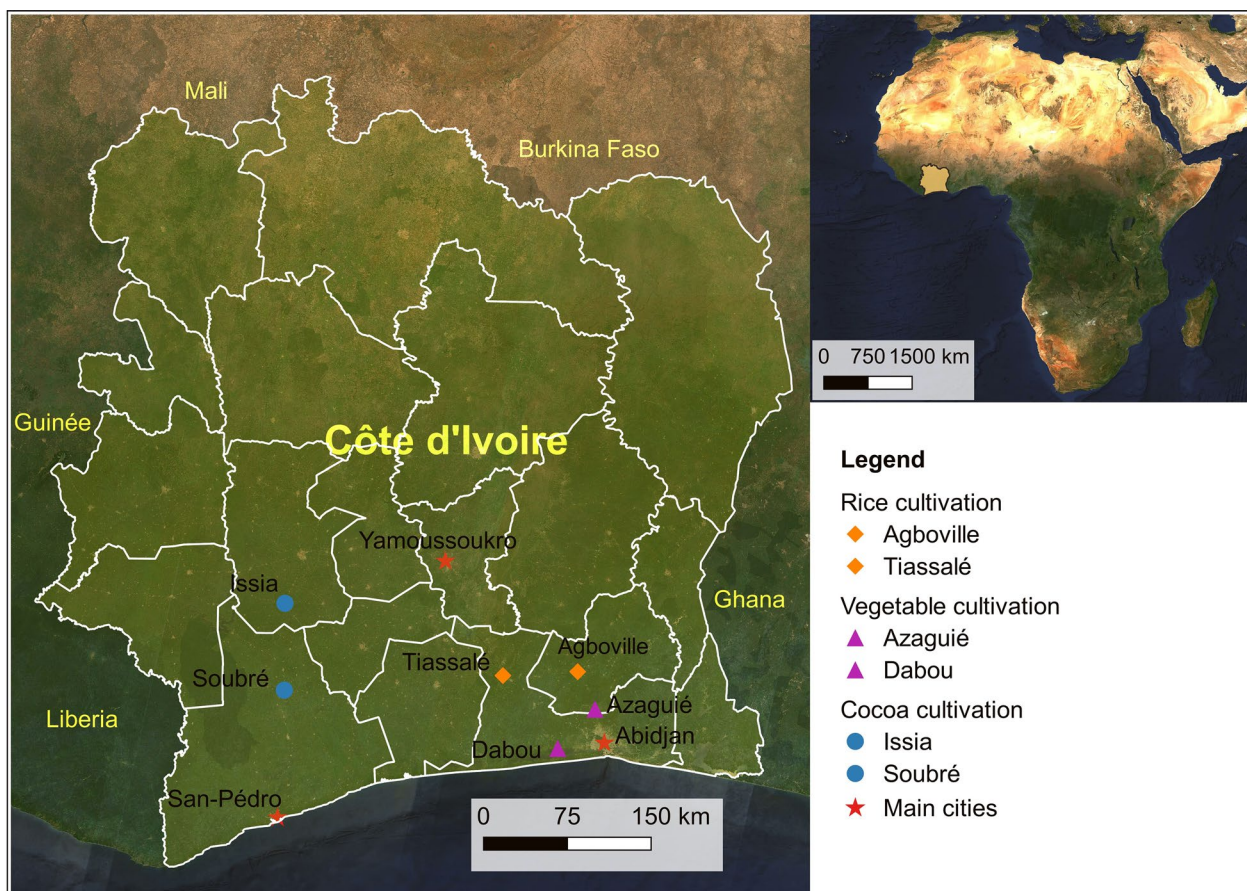 Mali
Burkina Faso
Guinée
Côte d'Ivoire
Yamoussoukro
Issia
Ghana
Tiassalé
Agboville
Soubré
Liberia
Azaguié
Abidjan
Dabou
San-Pédro
0 75 150 km
0 750 1500 km
Legend
Rice cultivation
Agboville
Tiassalé
Vegetable cultivation
Azaguié
Dabou
Cocoa cultivation
Issia
Soubré
Main cities